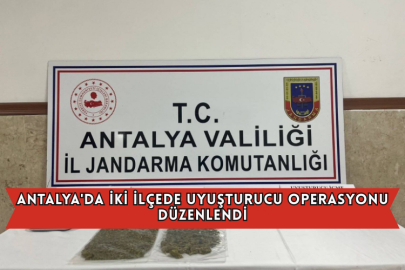 T.C.
ANTALYA VALİLİĞİ
İL JANDARMA KOMUTANLIĞI
ANTALYA'DA İKİ İLÇEDE UYUŞTURUCU OPERASYONU
DÜZENLENDİ